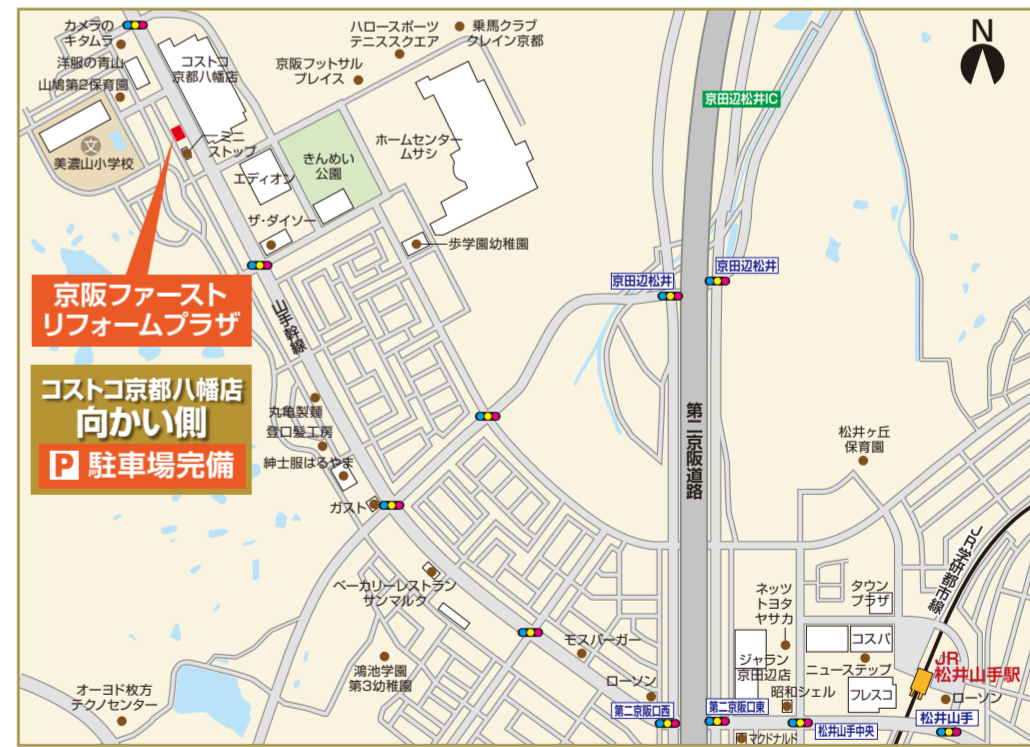 カメラの
キタムラ
洋服の青山
山鳩第2保育園
コストコ
京都八幡店
ハロースポーツ
テニススクエア
乗馬クラブ
クレイン京都
京阪フットサル
プレイス
N
京田辺松井IC
文
美濃山小学校
ミニ
ストップ
エディオン
きんめい
公園
ホームセンター
ムサシ
ザ・ダイソー
歩学園幼稚園
京田辺松井
京田辺松井
京阪ファースト
リフォームプラザ
山手幹線
コストコ京都八幡店
向かい側
P 駐車場完備
丸亀製麺
登口髪工房
紳士服はるやま
ガスト
第二京阪道路
松井ヶ丘
保育園
JR学研都市線
ベーカリーレストラン
サンマルク
ネッツ
トヨタ
ヤサカ
タウン
プラザ
コスパ
モスバーガー
鴻池学園
第3幼稚園
ジャラン
京田辺店
ニューステップ
JR
松井山手駅
オーヨド枚方
テクノセンター
ローソン
昭和シェル
フレスコ
ローソン
第二京阪口西
第二京阪口東
松井山手中央
松井山手
マクドナルド